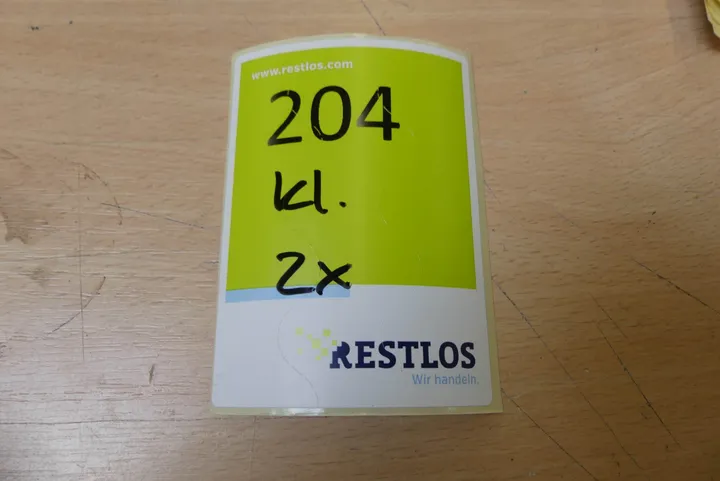 www.restlos.com
204
kl.
2x
RESTLOS
Wir handeln.